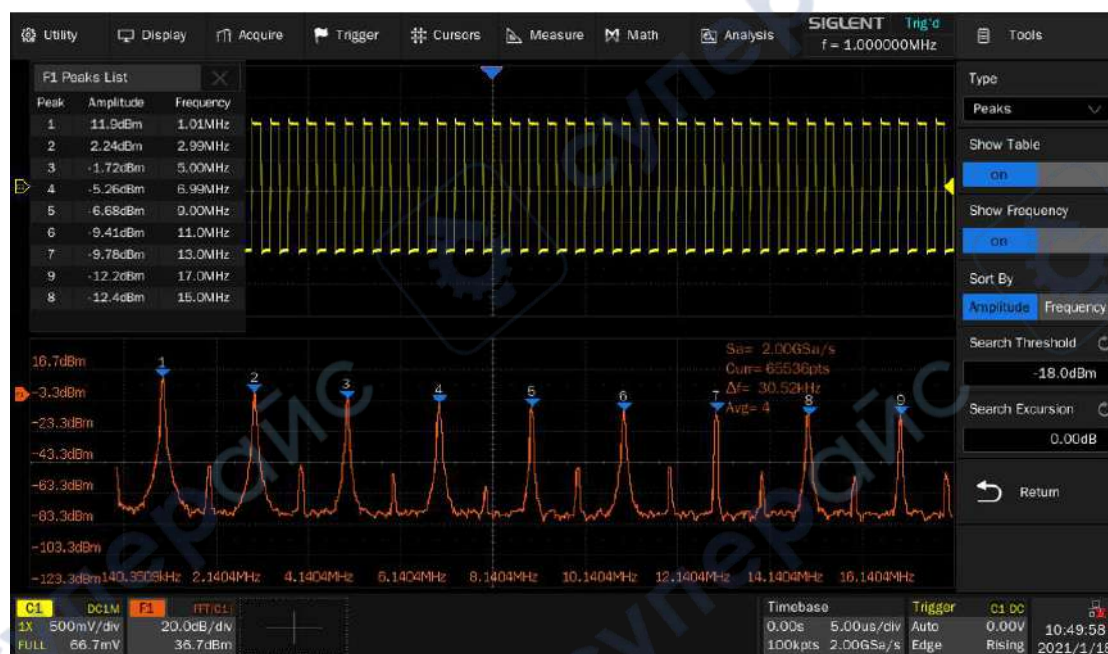 Utility Display Acquire Trigger Cursors Measure Math Analysis SIGLENT Trig'd
f = 1.000000MHz Tools
F1 Peaks List
Peak Amplitude Frequency
1 11.9dBm 1.01MHz
2 2.24dBm 2.99MHz
3 -1.72dBm 5.00MHz
4 -5.26dBm 6.99MHz
5 -6.68dBm 9.00MHz
6 -9.41dBm 11.0MHz
7 -9.78dBm 13.0MHz
9 -12.2dBm 17.0MHz
8 -12.4dBm 15.0MHz
Type
Peaks
Show Table
on
Show Frequency
on
Sort By
Amplitude Frequency
Search Threshold
-18.0dBm
Search Excursion
0.00dB
Return
Sa= 2.00GSa/s
Curr= 65536pts
Δf= 30.52kHz
Avg= 4
1 2 3 4 5 6 7 8 9
16.7dBm
-3.3dBm
-23.3dBm
-43.3dBm
-63.3dBm
-83.3dBm
-103.3dBm
-123.3dBm 140.3509kHz 2.1404MHz 4.1404MHz 6.1404MHz 8.1404MHz 10.1404MHz 12.1404MHz 14.1404MHz 16.1404MHz
C1 DC1M
1X 500mV/div
FULL 66.7mV
F1 FFT(C1)
20.0dB/div
36.7dBm
Timebase
0.00s 5.00us/div
100kpts 2.00GSa/s
Trigger C1 DC
Auto 0.00V
Edge Rising
10:49:58
2021/1/18
суперайс